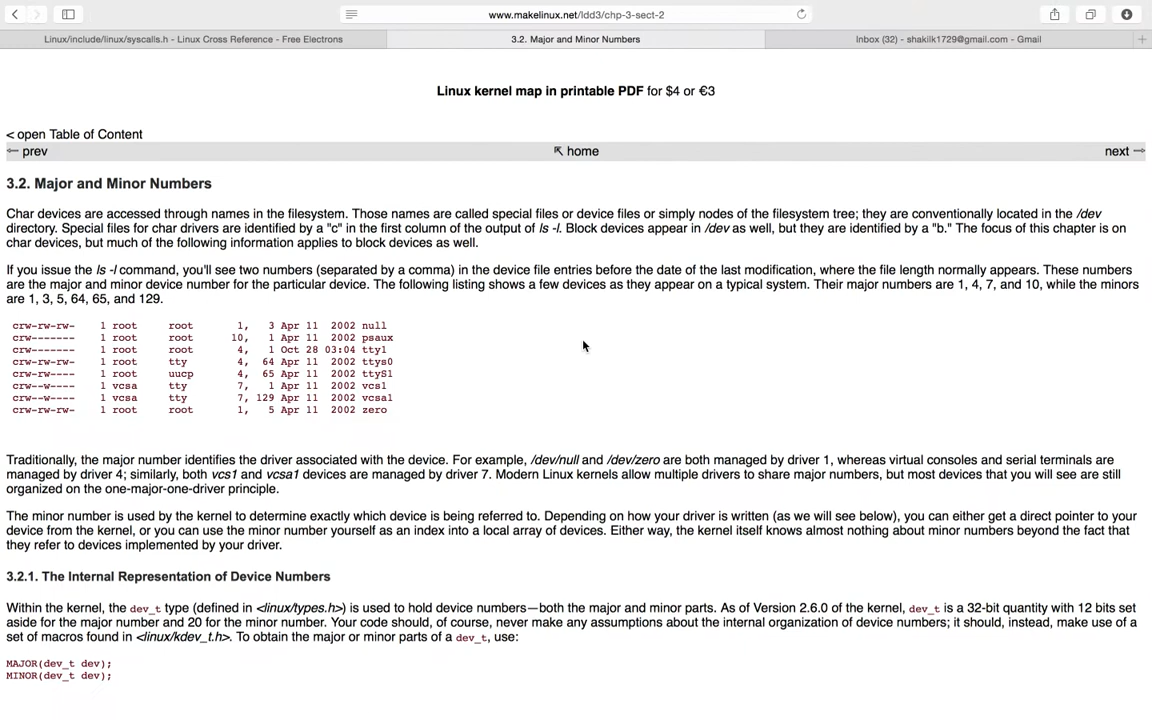 www.makelinux.net/ldd3/chp-3-sect-2
Linux/include/linux/syscalls.h - Linux Cross Reference - Free Electrons
3.2. Major and Minor Numbers
Inbox (32) - shakilk1729@gmail.com - Gmail
Linux kernel map in printable PDF for $4 or €3
< open Table of Content
← prev
home
next →
3.2. Major and Minor Numbers
Char devices are accessed through names in the filesystem. Those names are called special files or device files or simply nodes of the filesystem tree; they are conventionally located in the /dev
directory. Special files for char drivers are identified by a "c" in the first column of the output of ls -l. Block devices appear in /dev as well, but they are identified by a "b." The focus of this chapter is on
char devices, but much of the following information applies to block devices as well.
If you issue the ls -l command, you'll see two numbers (separated by a comma) in the device file entries before the date of the last modification, where the file length normally appears. These numbers
are the major and minor device number for the particular device. The following listing shows a few devices as they appear on a typical system. Their major numbers are 1, 4, 7, and 10, while the minors
are 1, 3, 5, 64, 65, and 129.
crw-rw-rw- 1 root root 1, 3 Apr 11 2002 null
crw------- 1 root root 10, 1 Apr 11 2002 psaux
crw------- 1 root root 4, 1 Oct 28 03:04 tty1
crw-rw-rw- 1 root tty 4, 64 Apr 11 2002 ttys0
crw-rw---- 1 root uucp 4, 65 Apr 11 2002 ttyS1
crw--w---- 1 vcsa tty 7, 1 Apr 11 2002 vcs1
crw--w---- 1 vcsa tty 7, 129 Apr 11 2002 vcsa1
crw-rw-rw- 1 root root 1, 5 Apr 11 2002 zero
Traditionally, the major number identifies the driver associated with the device. For example, /dev/null and /dev/zero are both managed by driver 1, whereas virtual consoles and serial terminals are
managed by driver 4; similarly, both vcs1 and vcsa1 devices are managed by driver 7. Modern Linux kernels allow multiple drivers to share major numbers, but most devices that you will see are still
organized on the one-major-one-driver principle.
The minor number is used by the kernel to determine exactly which device is being referred to. Depending on how your driver is written (as we will see below), you can either get a direct pointer to your
device from the kernel, or you can use the minor number yourself as an index into a local array of devices. Either way, the kernel itself knows almost nothing about minor numbers beyond the fact that
they refer to devices implemented by your driver.
3.2.1. The Internal Representation of Device Numbers
Within the kernel, the dev_t type (defined in <linux/types.h>) is used to hold device numbers—both the major and minor parts. As of Version 2.6.0 of the kernel, dev_t is a 32-bit quantity with 12 bits set
aside for the major number and 20 for the minor number. Your code should, of course, never make any assumptions about the internal organization of device numbers; it should, instead, make use of a
set of macros found in <linux/kdev_t.h>. To obtain the major or minor parts of a dev_t, use:
MAJOR(dev_t dev);
MINOR(dev_t dev);